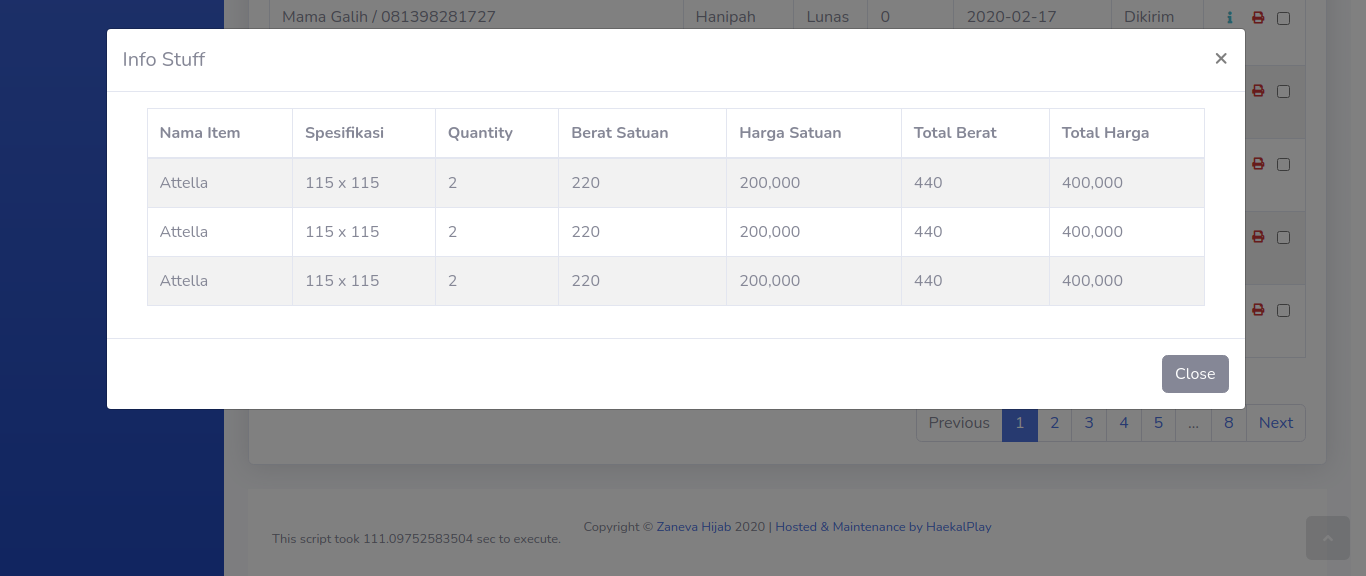 Mama Galih / 081398281727 Hanipah Lunas 0 2020-02-17 Dikirim
Info Stuff ×
Nama Item Spesifikasi Quantity Berat Satuan Harga Satuan Total Berat Total Harga
Attella 115 x 115 2 220 200,000 440 400,000
Attella 115 x 115 2 220 200,000 440 400,000
Attella 115 x 115 2 220 200,000 440 400,000
Close
Previous 1 2 3 4 5 ... 8 Next
Copyright © Zaneva Hijab 2020 | Hosted & Maintenance by HaekalPlay
This script took 111.09752583504 sec to execute.